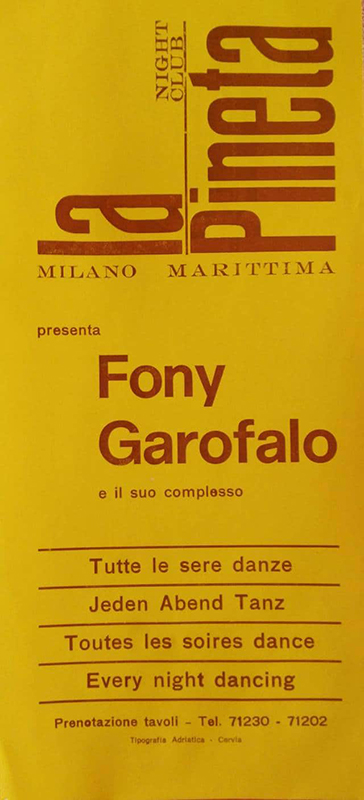 NIGHT
CLUB
la
Pineta
MILANO MARITTIMA
presenta
Fony
Garofalo
e il suo complesso
Tutte le sere danze
Jeden Abend Tanz
Toutes les soires dance
Every night dancing
Prenotazione tavoli - Tel. 71230 - 71202
Tipografia Adriatica - Cervia